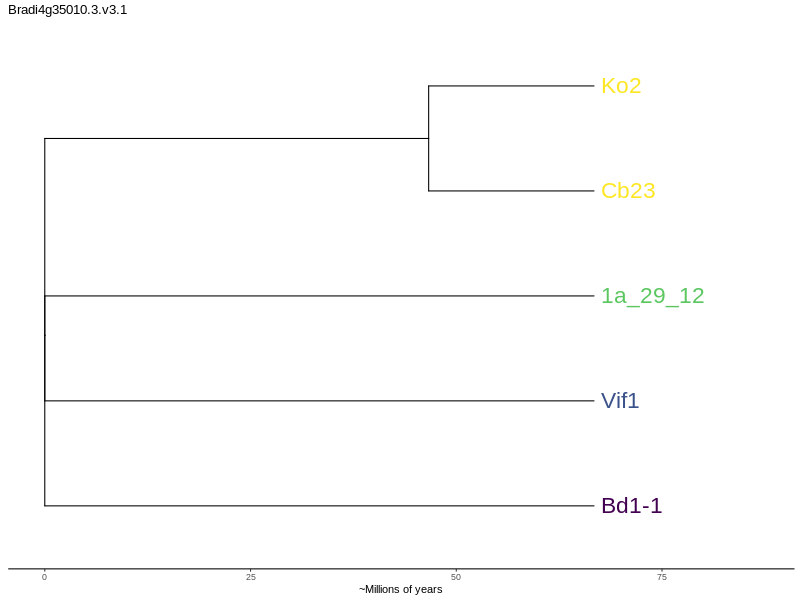 Bradi4g35010.3.v3.1
Ko2
Cb23
1a_29_12
Vif1
Bd1-1
0 25 50 75
~Millions of years